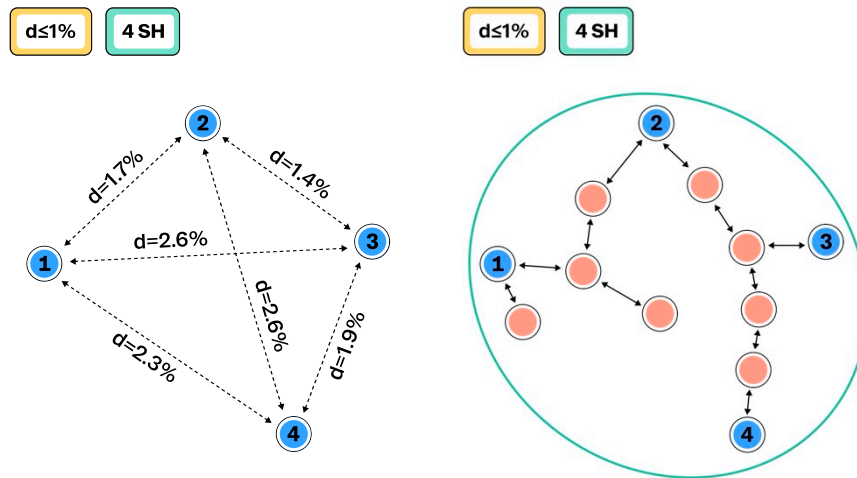 d≤1%
4 SH
d≤1%
4 SH
2
2
d=1.7%
d=1.4%
d=2.6%
3
3
1
1
d=2.6%
d=1.9%
d=2.3%
4
4